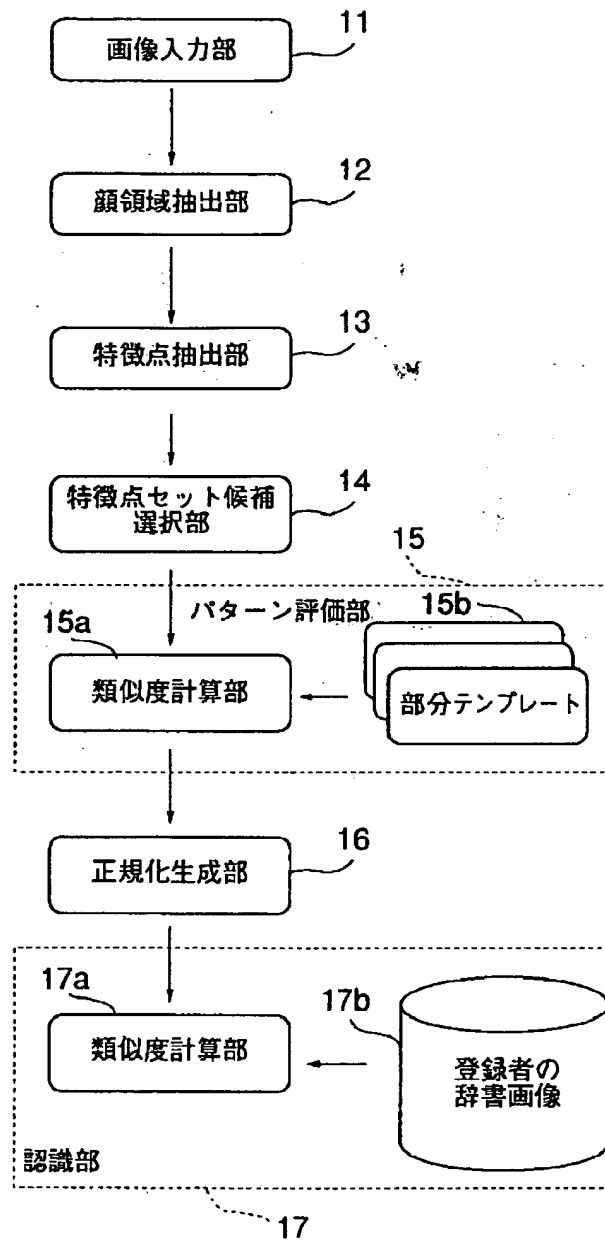 11
画像入力部
12
顔領域抽出部
13
特徴点抽出部
14
特徴点セット候補
選択部
15
パターン評価部
15a
15b
類似度計算部
部分テンプレート
16
正規化生成部
17a
17b
類似度計算部
登録者の
辞書画像
認識部
17